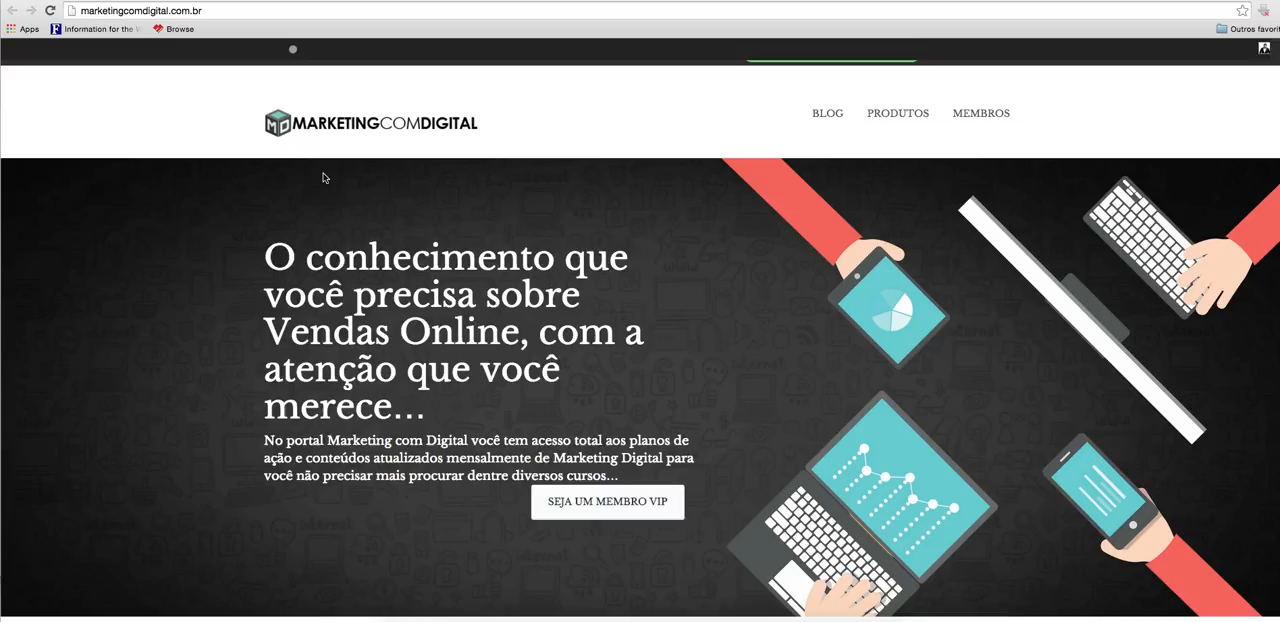 marketingcomdigital.com.br
Apps
Information for the
Browse
Outros favorit
MARKETINGCOMDIGITAL
BLOG
PRODUTOS
MEMBROS
O conhecimento que
você precisa sobre
Vendas Online, com a
atenção que você
merece...
No portal Marketing com Digital você tem acesso total aos planos de
ação e conteúdos atualizados mensalmente de Marketing Digital para
você não precisar mais procurar dentre diversos cursos...
SEJA UM MEMBRO VIP